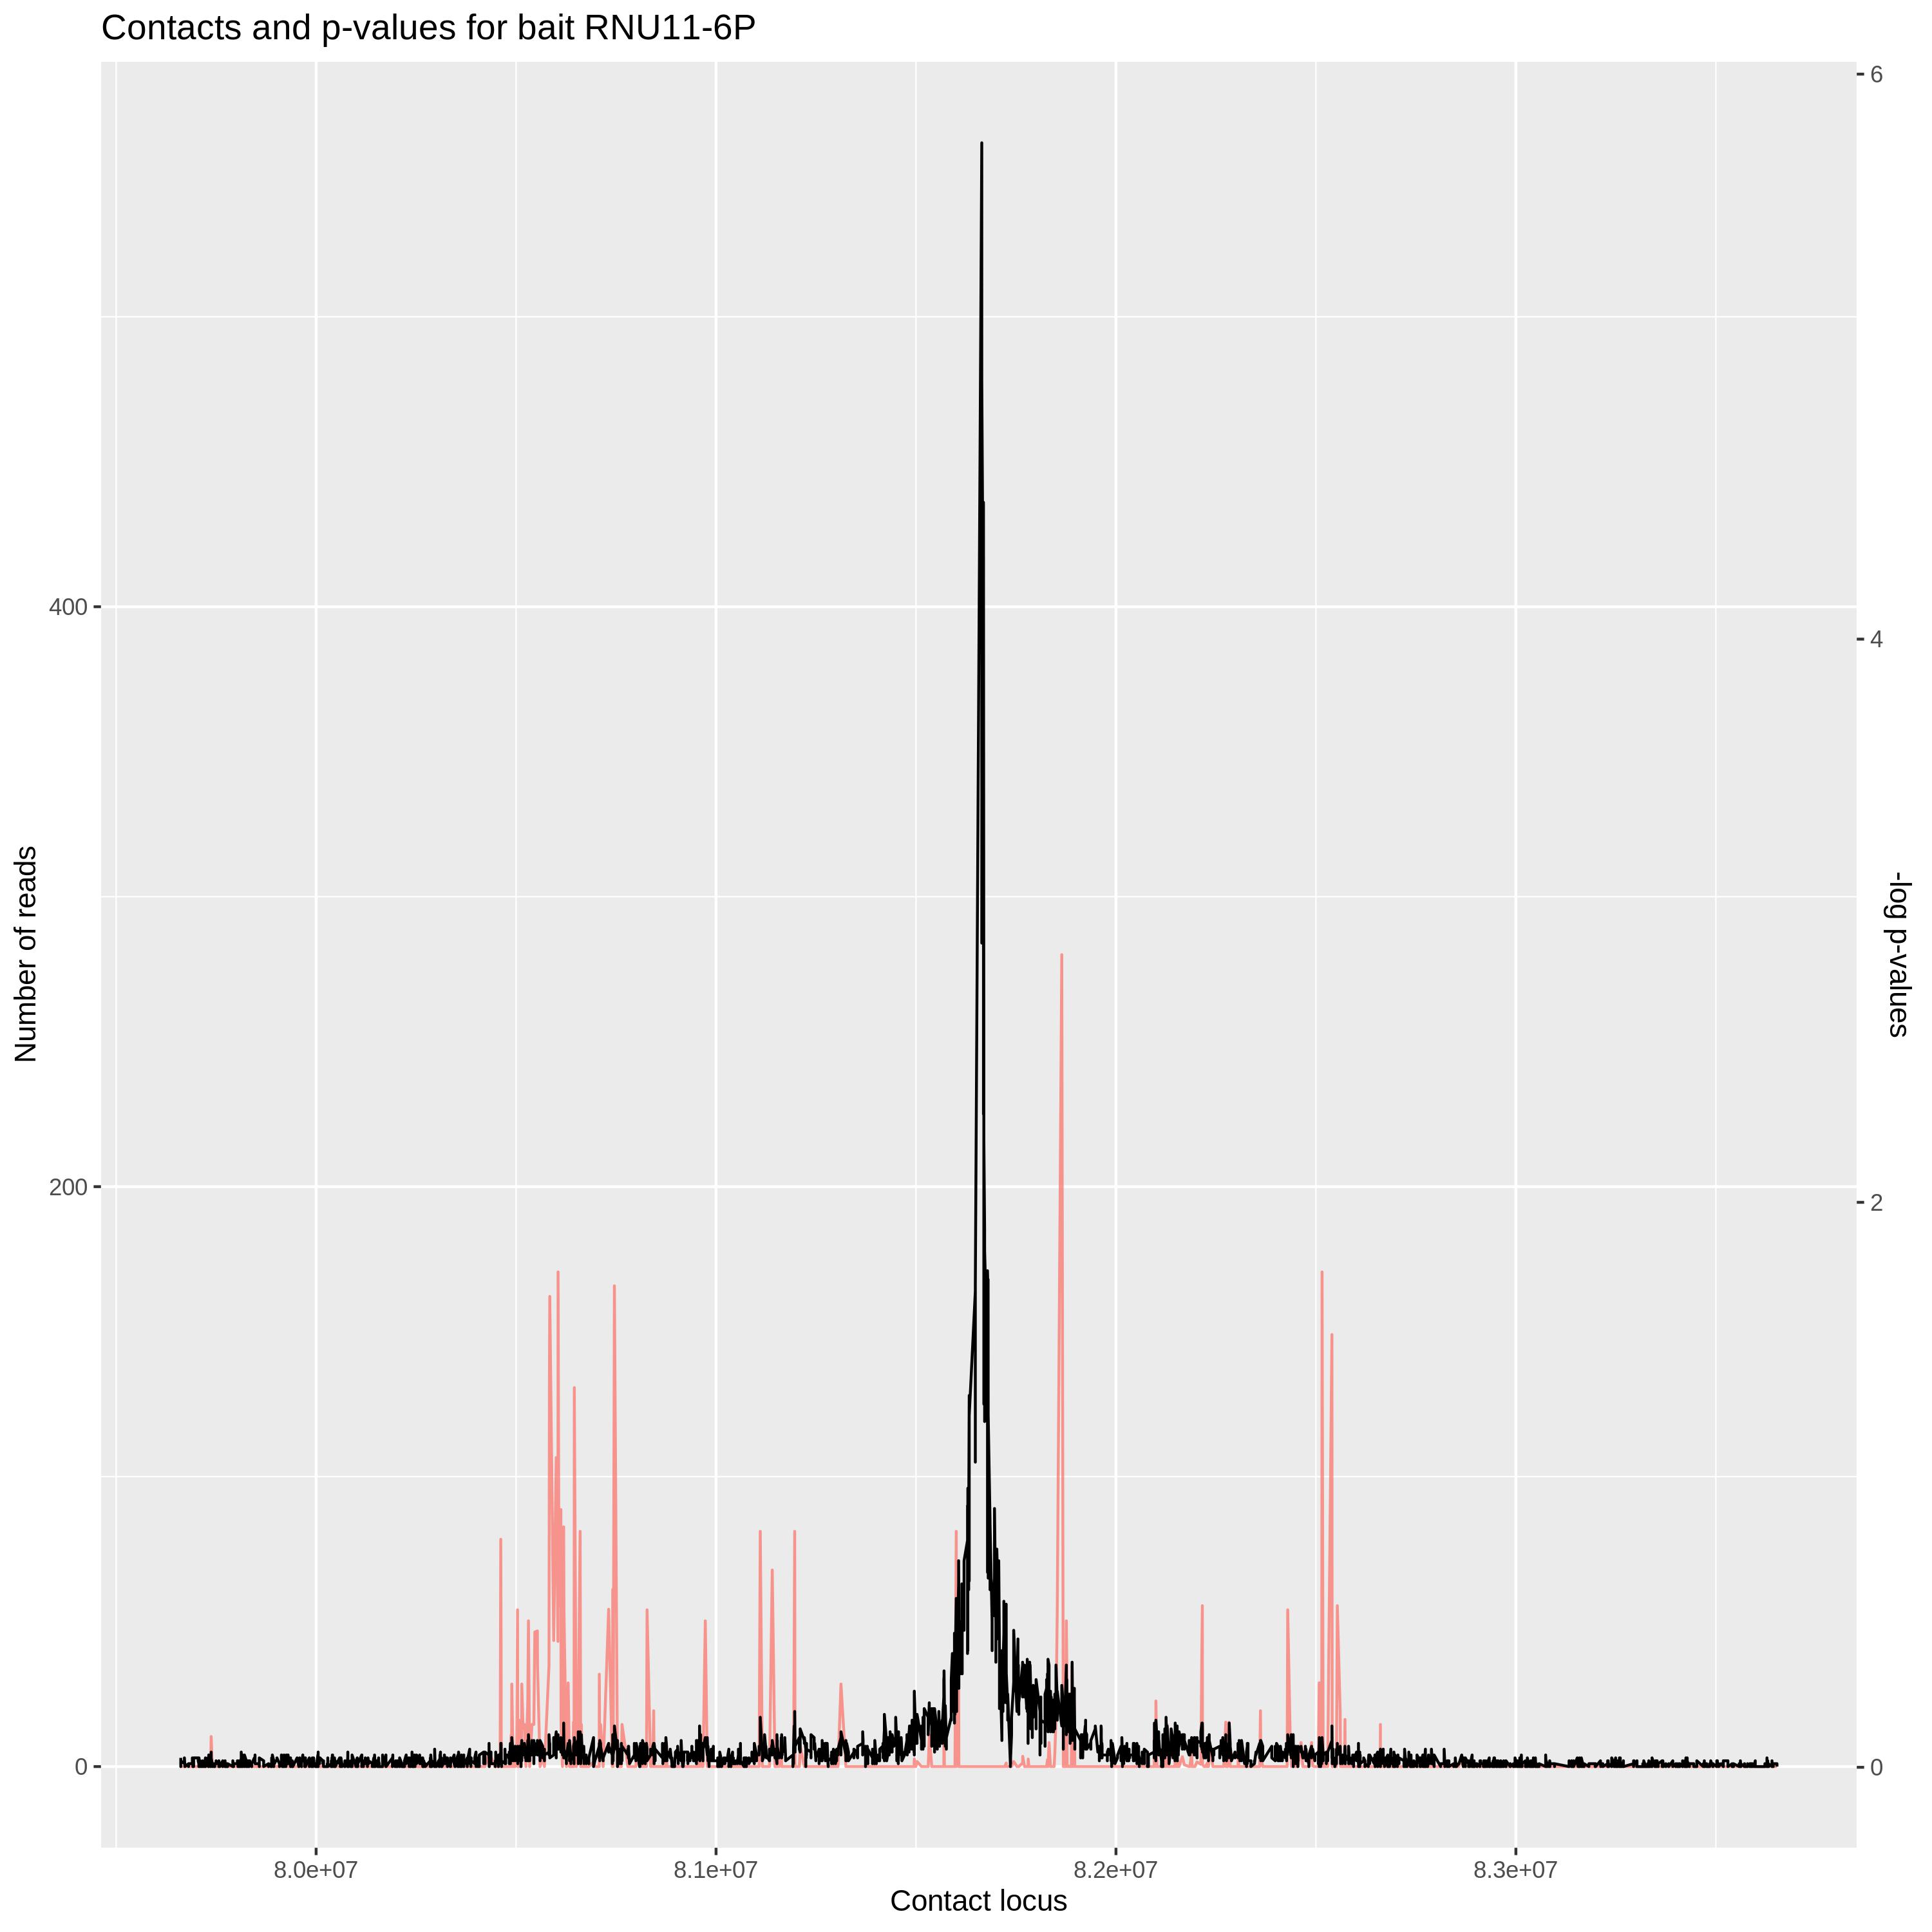 Contacts and p-values for bait RNU11-6P
6
400
4
Number of reads
-log p-values
200
2
0
0
8.0e+07
8.1e+07
8.2e+07
8.3e+07
Contact locus